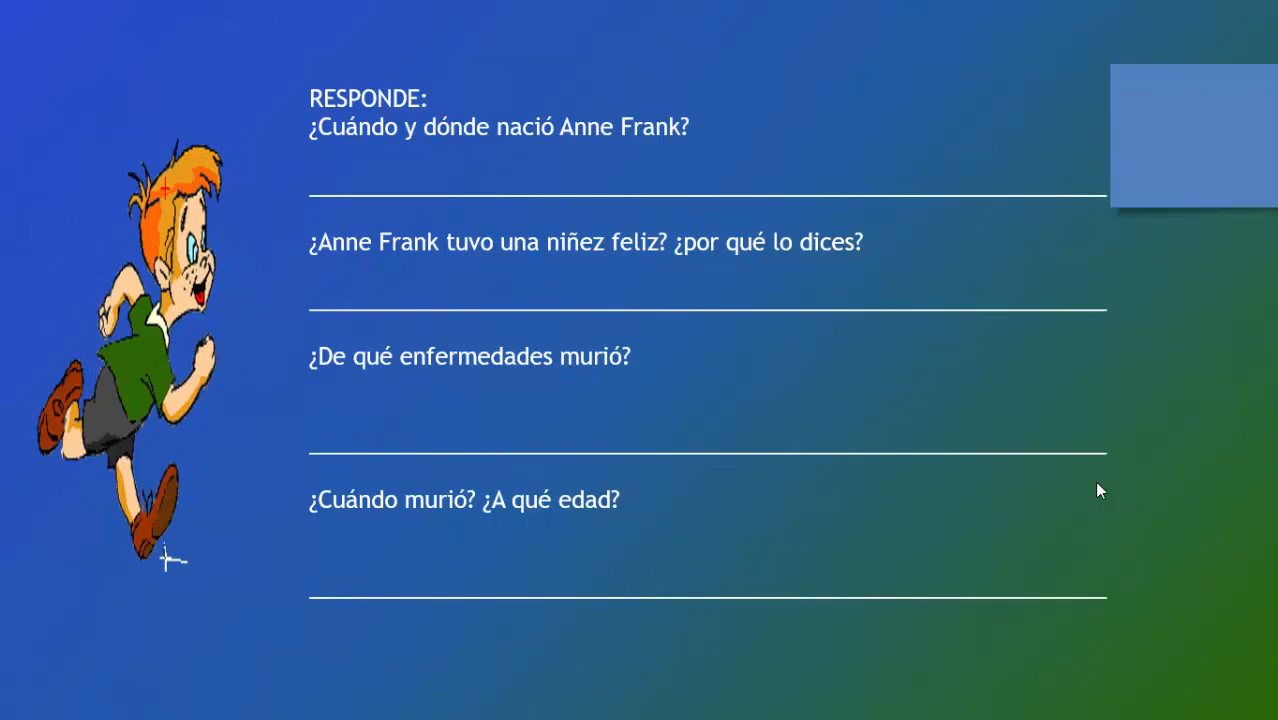 RESPONDE:
¿Cuándo y dónde nació Anne Frank?
¿Anne Frank tuvo una niñez feliz? ¿por qué lo dices?
¿De qué enfermedades murió?
¿Cuándo murió? ¿A qué edad?